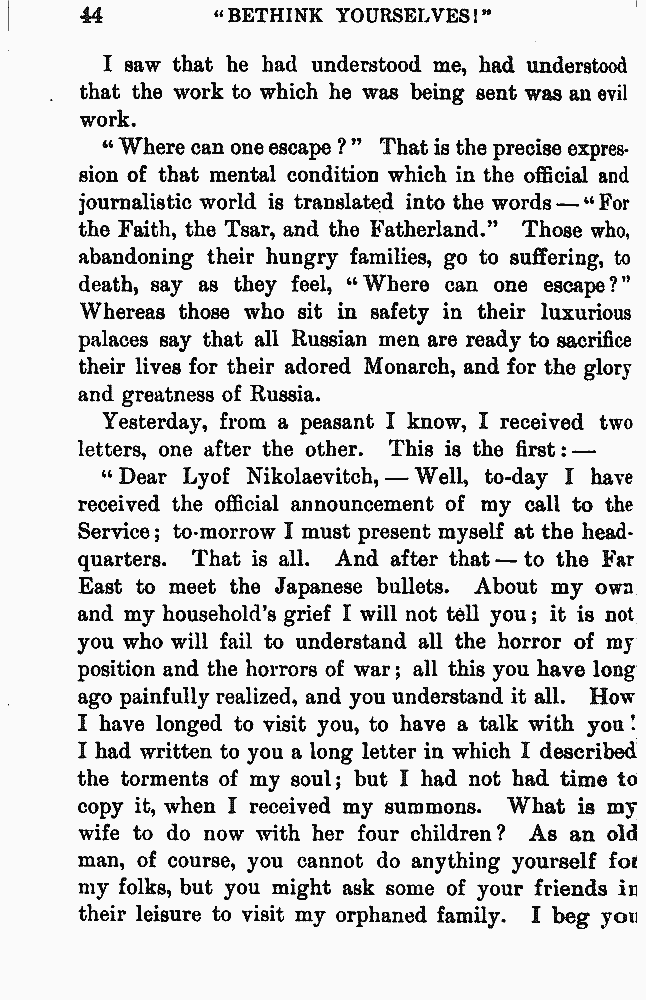 44 "BETHINK YOURSELVES!"
I saw that he had understood me, had understood
that the work to which he was being sent was an evil
work.
"Where can one escape?" That is the precise expres-
sion of that mental condition which in the official and
journalistic world is translated into the words — "For
the Faith, the Tsar, and the Fatherland." Those who,
abandoning their hungry families, go to suffering, to
death, say as they feel, "Where can one escape?"
Whereas those who sit in safety in their luxurious
palaces say that all Russian men are ready to sacrifice
their lives for their adored Monarch, and for the glory
and greatness of Russia.
Yesterday, from a peasant I know, I received two
letters, one after the other. This is the first: —
"Dear Lyof Nikolaevitch, — Well, to-day I have
received the official announcement of my call to the
Service; to-morrow I must present myself at the head-
quarters. That is all. And after that — to the Far
East to meet the Japanese bullets. About my own
and my household's grief I will not tell you; it is not
you who will fail to understand all the horror of my
position and the horrors of war; all this you have long
ago painfully realized, and you understand it all. How
I have longed to visit you, to have a talk with you!
I had written to you a long letter in which I described
the torments of my soul; but I had not had time to
copy it, when I received my summons. What is my
wife to do now with her four children? As an old
man, of course, you cannot do anything yourself for
my folks, but you might ask some of your friends in
their leisure to visit my orphaned family. I beg you